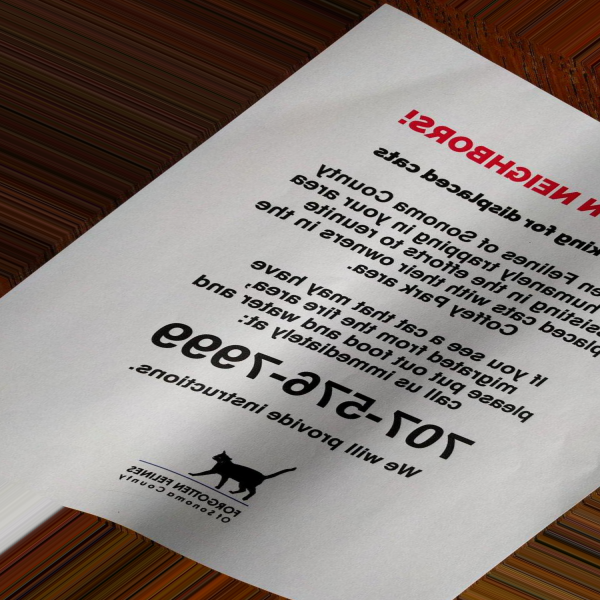 N NEIGHBORS!
king for displaced cats
en Felines of Sonoma County
humanely trapping in your area
ssisting in the efforts to reunite
placed cats with their owners in the
Coffey Park area.
If you see a cat that may have
migrated from the fire area,
please put out food and water and
call us immediately at:
707-576-7999
We will provide instructions.
FORGOTTEN FELINES
Of Sonoma County